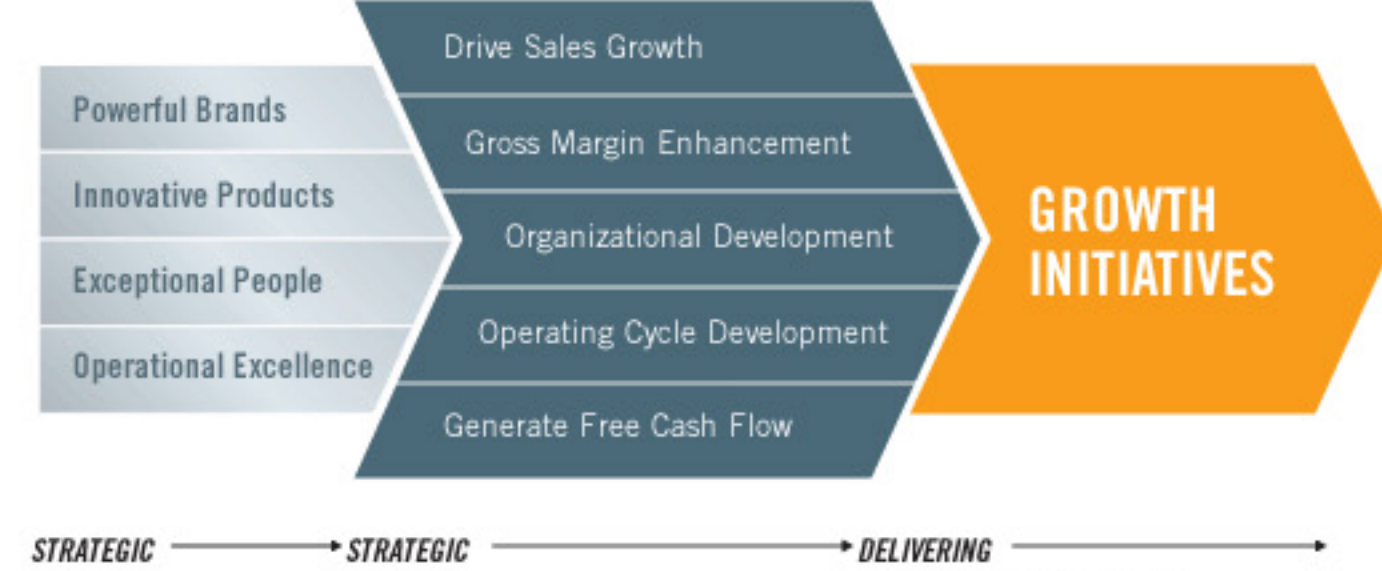 Powerful Brands
Innovative Products
Exceptional People
Operational Excellence
Drive Sales Growth
Gross Margin Enhancement
Organizational Development
Operating Cycle Development
Generate Free Cash Flow
GROWTH
INITIATIVES
STRATEGIC STRATEGIC DELIVERING